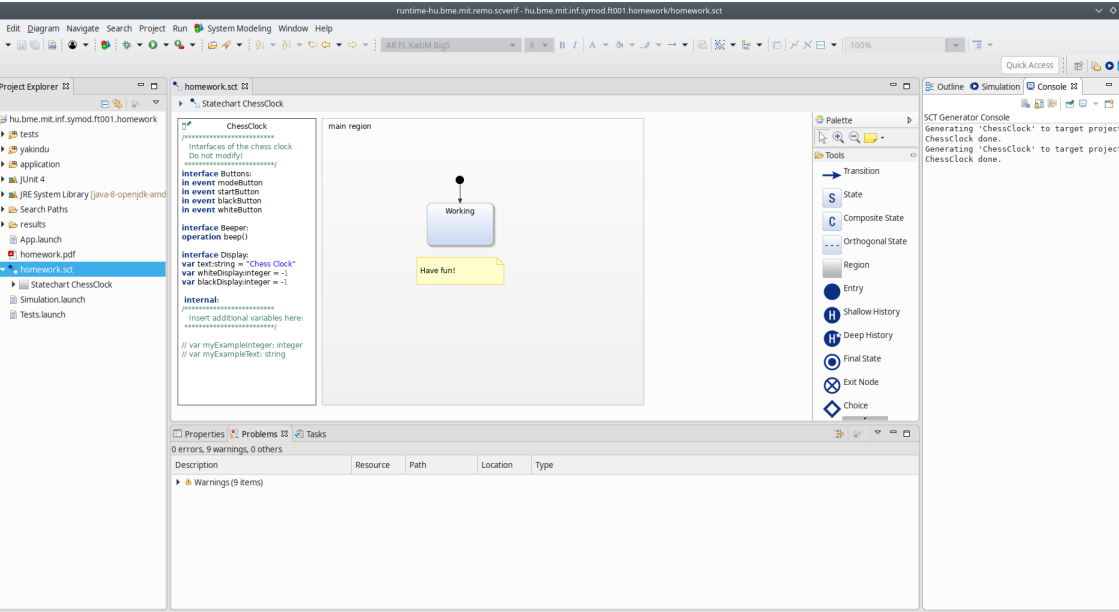 runtime-hu.bme.mit.remo.scverif - hu.bme.mit.inf.symod.ft001.homework/homework.sct
Edit Diagram Navigate Search Project Run System Modeling Window Help
AR PL KaitiM Big5 9 B I A 100%
Quick Access
Project Explorer
hu.bme.mit.inf.symod.ft001.homework
tests
yakindu
application
JUnit 4
JRE System Library [java-8-openjdk-amd
Search Paths
results
App.launch
homework.pdf
homework.sct
Statechart ChessClock
Simulation.launch
Tests.launch
homework.sct
Statechart ChessClock
ChessClock
/*************************
Interfaces of the chess clock
Do not modify!
*************************/
interface Buttons:
in event modeButton
in event startButton
in event blackButton
in event whiteButton
interface Beeper:
operation beep()
interface Display:
var text:string = "Chess Clock"
var whiteDisplay:integer = -1
var blackDisplay:integer = -1
internal:
/*************************
Insert additional variables here:
*************************/
// var myExampleInteger: integer
// var myExampleText: string
main region
Working
Have fun!
Palette
Tools
Transition
S State
C Composite State
Orthogonal State
Region
Entry
H Shallow History
H* Deep History
Final State
Exit Node
Choice
Outline Simulation Console
SCT Generator Console
Generating 'ChessClock' to target project
ChessClock done.
Generating 'ChessClock' to target project
ChessClock done.
Properties Problems Tasks
0 errors, 9 warnings, 0 others
Description Resource Path Location Type
Warnings (9 items)